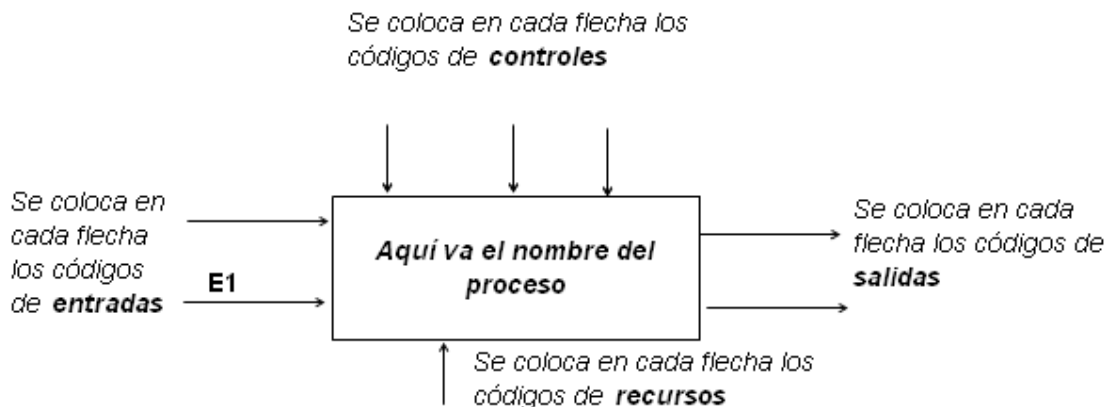 Se coloca en cada flecha los
códigos de controles
Se coloca en
cada flecha
los códigos
de entradas
E1
Aquí va el nombre del
proceso
Se coloca en cada
flecha los códigos de
salidas
Se coloca en cada flecha los
códigos de recursos